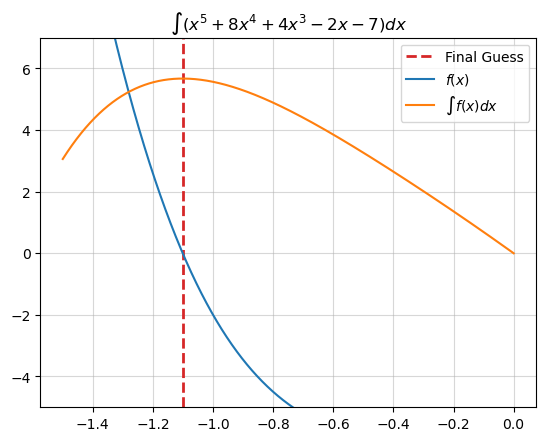 ∫(x⁵ + 8x⁴ + 4x³ − 2x − 7)dx
Final Guess
f(x)
∫f(x)dx
6
4
2
0
−2
−4
−1.4 −1.2 −1.0 −0.8 −0.6 −0.4 −0.2 0.0